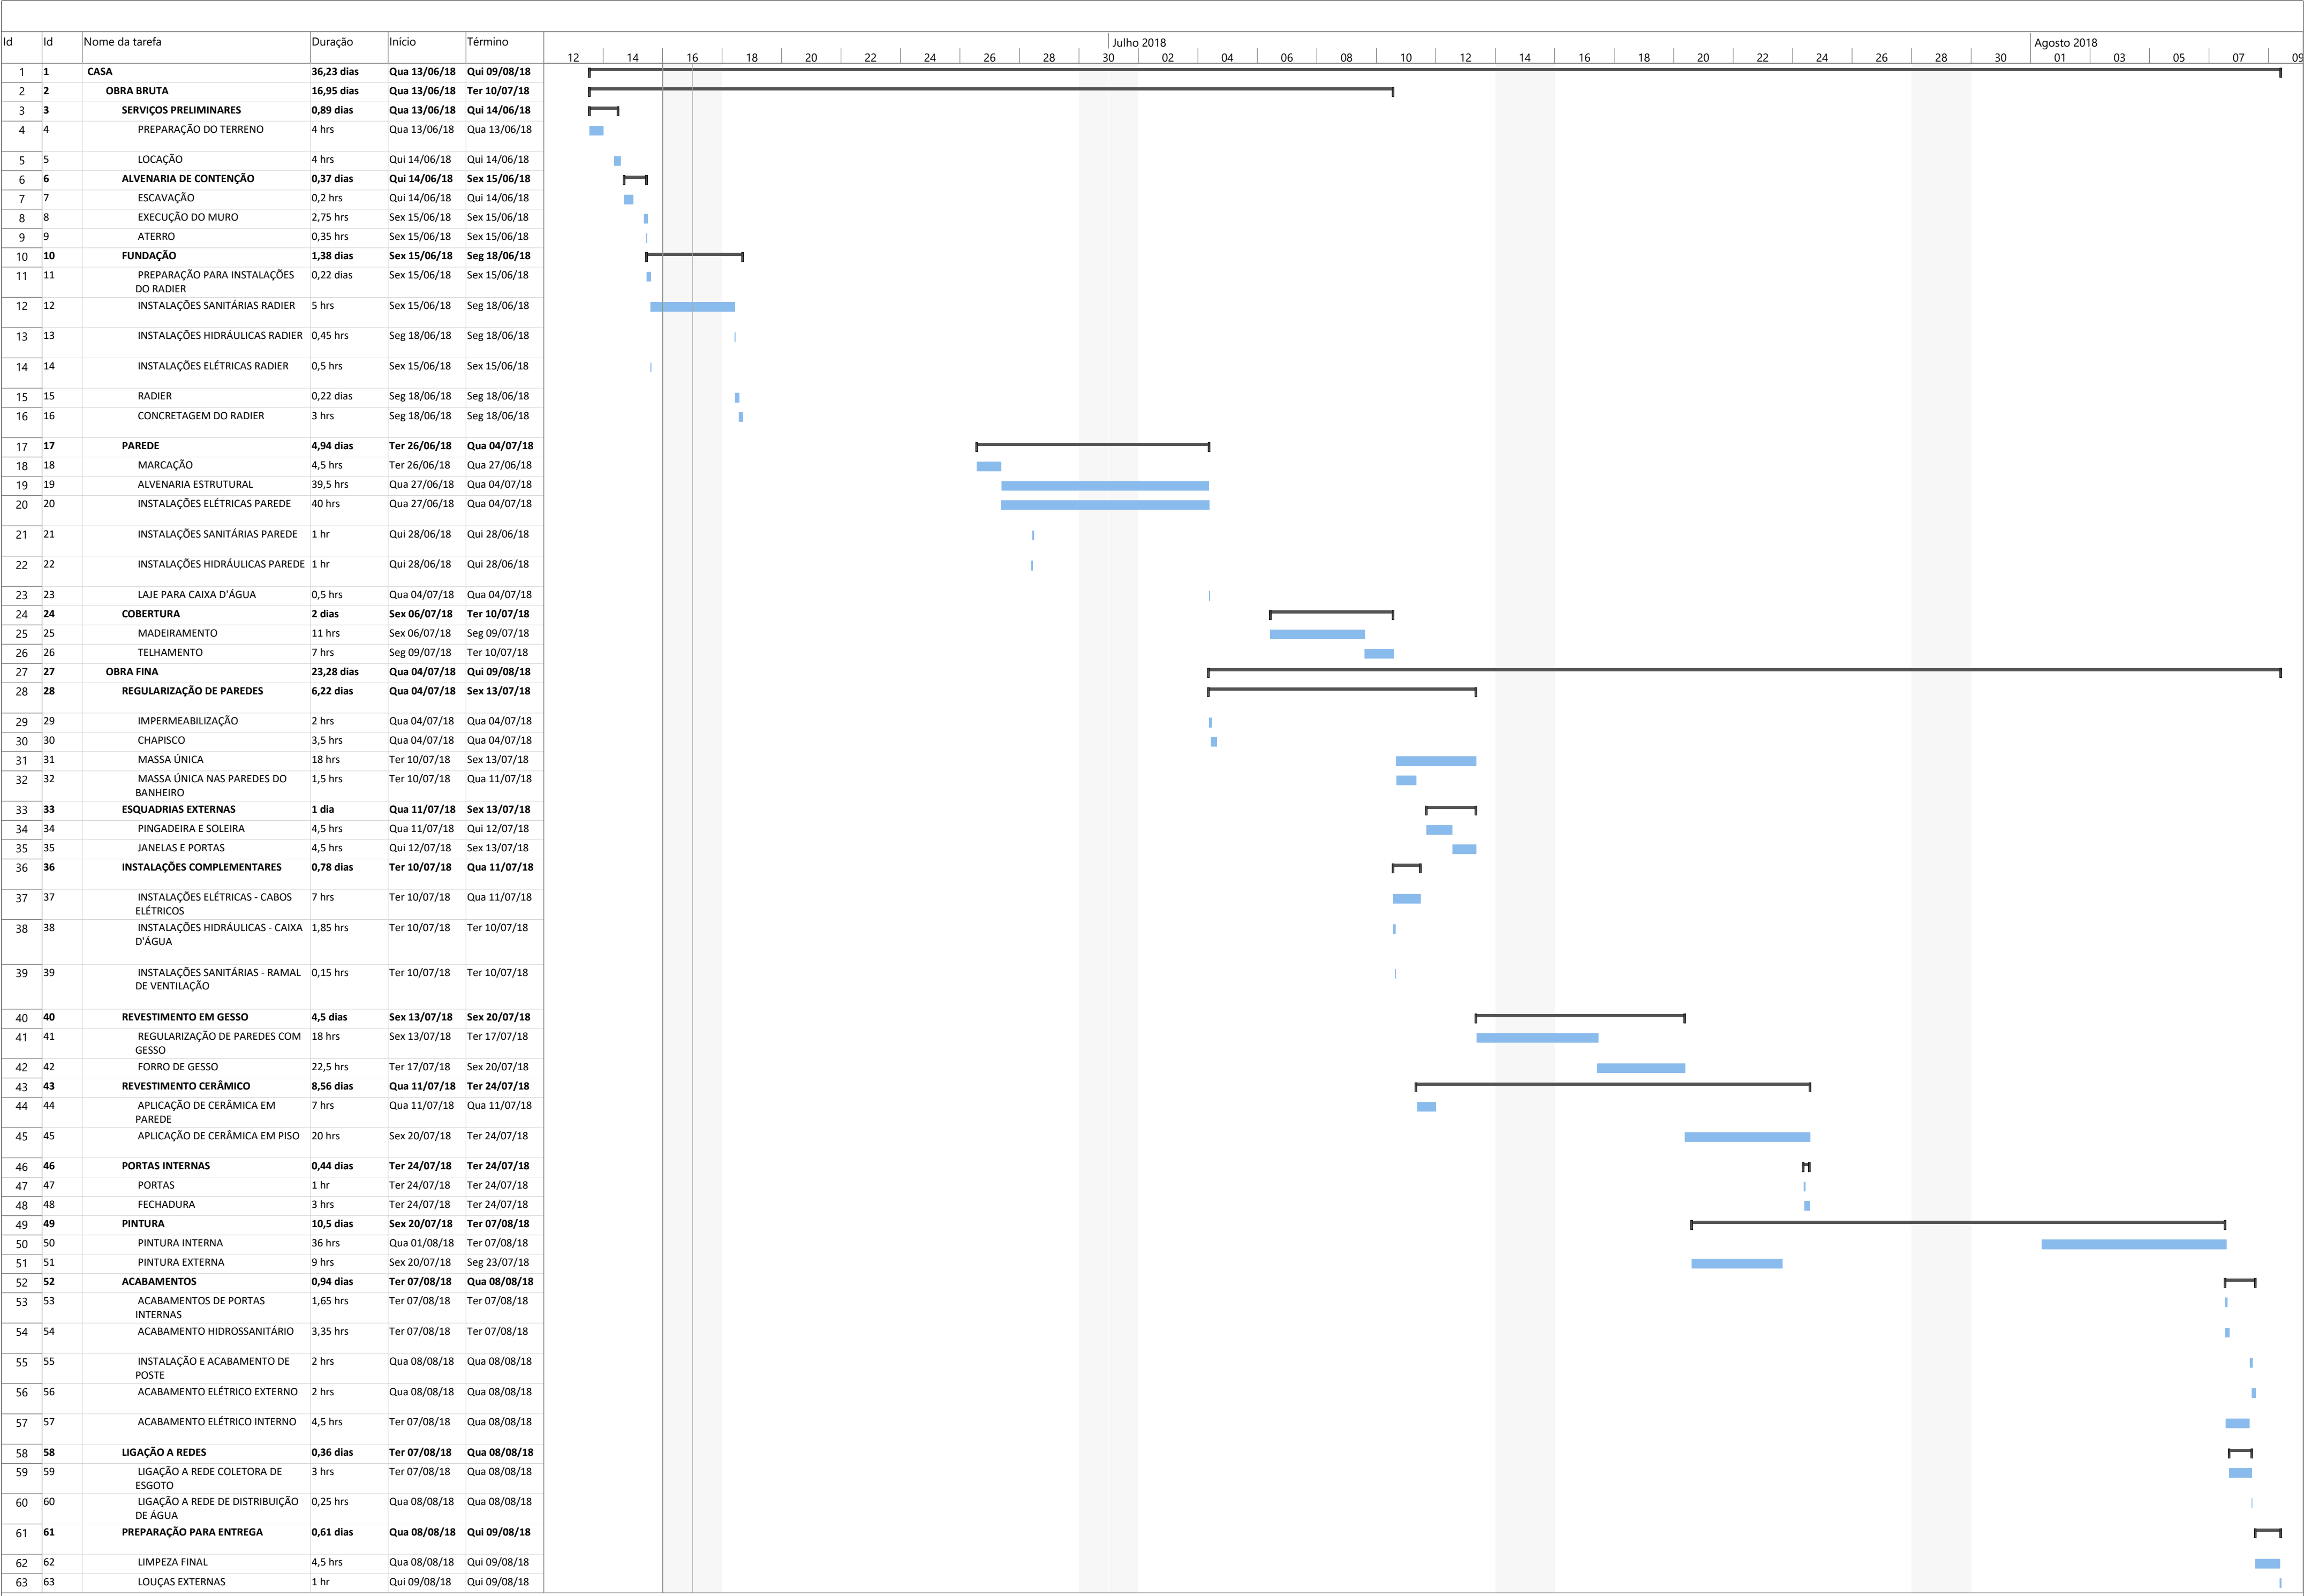 Julho 2018 Agosto 2018
Id Id Nome da tarefa Duração Início Término 12 14 16 18 20 22 24 26 28 30 02 04 06 08 10 12 14 16 18 20 22 24 26 28 30 01 03 05 07 09
1 1 CASA 36,23 dias Qua 13/06/18 Qui 09/08/18
2 2 OBRA BRUTA 16,95 dias Qua 13/06/18 Ter 10/07/18
3 3 SERVIÇOS PRELIMINARES 0,89 dias Qua 13/06/18 Qui 14/06/18
4 4 PREPARAÇÃO DO TERRENO 4 hrs Qua 13/06/18 Qua 13/06/18
5 5 LOCAÇÃO 4 hrs Qui 14/06/18 Qui 14/06/18
6 6 ALVENARIA DE CONTENÇÃO 0,37 dias Qui 14/06/18 Sex 15/06/18
7 7 ESCAVAÇÃO 0,2 hrs Qui 14/06/18 Qui 14/06/18
8 8 EXECUÇÃO DO MURO 2,75 hrs Sex 15/06/18 Sex 15/06/18
9 9 ATERRO 0,35 hrs Sex 15/06/18 Sex 15/06/18
10 10 FUNDAÇÃO 1,38 dias Sex 15/06/18 Seg 18/06/18
11 11 PREPARAÇÃO PARA INSTALAÇÕES 0,22 dias Sex 15/06/18 Sex 15/06/18
DO RADIER
12 12 INSTALAÇÕES SANITÁRIAS RADIER 5 hrs Sex 15/06/18 Seg 18/06/18
13 13 INSTALAÇÕES HIDRÁULICAS RADIER 0,45 hrs Seg 18/06/18 Seg 18/06/18
14 14 INSTALAÇÕES ELÉTRICAS RADIER 0,5 hrs Sex 15/06/18 Sex 15/06/18
15 15 RADIER 0,22 dias Seg 18/06/18 Seg 18/06/18
16 16 CONCRETAGEM DO RADIER 3 hrs Seg 18/06/18 Seg 18/06/18
17 17 PAREDE 4,94 dias Ter 26/06/18 Qua 04/07/18
18 18 MARCAÇÃO 4,5 hrs Ter 26/06/18 Qua 27/06/18
19 19 ALVENARIA ESTRUTURAL 39,5 hrs Qua 27/06/18 Qua 04/07/18
20 20 INSTALAÇÕES ELÉTRICAS PAREDE 40 hrs Qua 27/06/18 Qua 04/07/18
21 21 INSTALAÇÕES SANITÁRIAS PAREDE 1 hr Qui 28/06/18 Qui 28/06/18
22 22 INSTALAÇÕES HIDRÁULICAS PAREDE 1 hr Qui 28/06/18 Qui 28/06/18
23 23 LAJE PARA CAIXA D'ÁGUA 0,5 hrs Qua 04/07/18 Qua 04/07/18
24 24 COBERTURA 2 dias Sex 06/07/18 Ter 10/07/18
25 25 MADEIRAMENTO 11 hrs Sex 06/07/18 Seg 09/07/18
26 26 TELHAMENTO 7 hrs Seg 09/07/18 Ter 10/07/18
27 27 OBRA FINA 23,28 dias Qua 04/07/18 Qui 09/08/18
28 28 REGULARIZAÇÃO DE PAREDES 6,22 dias Qua 04/07/18 Sex 13/07/18
29 29 IMPERMEABILIZAÇÃO 2 hrs Qua 04/07/18 Qua 04/07/18
30 30 CHAPISCO 3,5 hrs Qua 04/07/18 Qua 04/07/18
31 31 MASSA ÚNICA 18 hrs Ter 10/07/18 Sex 13/07/18
32 32 MASSA ÚNICA NAS PAREDES DO 1,5 hrs Ter 10/07/18 Qua 11/07/18
BANHEIRO
33 33 ESQUADRIAS EXTERNAS 1 dia Qua 11/07/18 Sex 13/07/18
34 34 PINGADEIRA E SOLEIRA 4,5 hrs Qua 11/07/18 Qui 12/07/18
35 35 JANELAS E PORTAS 4,5 hrs Qui 12/07/18 Sex 13/07/18
36 36 INSTALAÇÕES COMPLEMENTARES 0,78 dias Ter 10/07/18 Qua 11/07/18
37 37 INSTALAÇÕES ELÉTRICAS - CABOS 7 hrs Ter 10/07/18 Qua 11/07/18
ELÉTRICOS
38 38 INSTALAÇÕES HIDRÁULICAS - CAIXA 1,85 hrs Ter 10/07/18 Ter 10/07/18
D'ÁGUA
39 39 INSTALAÇÕES SANITÁRIAS - RAMAL 0,15 hrs Ter 10/07/18 Ter 10/07/18
DE VENTILAÇÃO
40 40 REVESTIMENTO EM GESSO 4,5 dias Sex 13/07/18 Sex 20/07/18
41 41 REGULARIZAÇÃO DE PAREDES COM 18 hrs Sex 13/07/18 Ter 17/07/18
GESSO
42 42 FORRO DE GESSO 22,5 hrs Ter 17/07/18 Sex 20/07/18
43 43 REVESTIMENTO CERÂMICO 8,56 dias Qua 11/07/18 Ter 24/07/18
44 44 APLICAÇÃO DE CERÂMICA EM 7 hrs Qua 11/07/18 Qua 11/07/18
PAREDE
45 45 APLICAÇÃO DE CERÂMICA EM PISO 20 hrs Sex 20/07/18 Ter 24/07/18
46 46 PORTAS INTERNAS 0,44 dias Ter 24/07/18 Ter 24/07/18
47 47 PORTAS 1 hr Ter 24/07/18 Ter 24/07/18
48 48 FECHADURA 3 hrs Ter 24/07/18 Ter 24/07/18
49 49 PINTURA 10,5 dias Sex 20/07/18 Ter 07/08/18
50 50 PINTURA INTERNA 36 hrs Qua 01/08/18 Ter 07/08/18
51 51 PINTURA EXTERNA 9 hrs Sex 20/07/18 Seg 23/07/18
52 52 ACABAMENTOS 0,94 dias Ter 07/08/18 Qua 08/08/18
53 53 ACABAMENTOS DE PORTAS 1,65 hrs Ter 07/08/18 Ter 07/08/18
INTERNAS
54 54 ACABAMENTO HIDROSSANITÁRIO 3,35 hrs Ter 07/08/18 Ter 07/08/18
55 55 INSTALAÇÃO E ACABAMENTO DE 2 hrs Qua 08/08/18 Qua 08/08/18
POSTE
56 56 ACABAMENTO ELÉTRICO EXTERNO 2 hrs Qua 08/08/18 Qua 08/08/18
57 57 ACABAMENTO ELÉTRICO INTERNO 4,5 hrs Ter 07/08/18 Qua 08/08/18
58 58 LIGAÇÃO A REDES 0,36 dias Ter 07/08/18 Qua 08/08/18
59 59 LIGAÇÃO A REDE COLETORA DE 3 hrs Ter 07/08/18 Qua 08/08/18
ESGOTO
60 60 LIGAÇÃO A REDE DE DISTRIBUIÇÃO 0,25 hrs Qua 08/08/18 Qua 08/08/18
DE ÁGUA
61 61 PREPARAÇÃO PARA ENTREGA 0,61 dias Qua 08/08/18 Qui 09/08/18
62 62 LIMPEZA FINAL 4,5 hrs Qua 08/08/18 Qui 09/08/18
63 63 LOUÇAS EXTERNAS 1 hr Qui 09/08/18 Qui 09/08/18